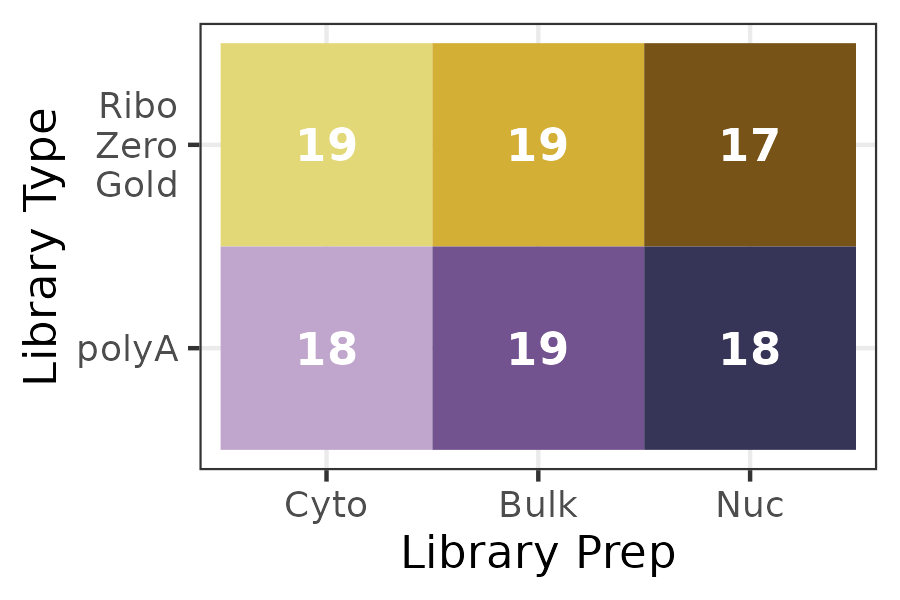 Library Type
Ribo
Zero
Gold
19 19 17
polyA
18 19 18
Cyto Bulk Nuc
Library Prep